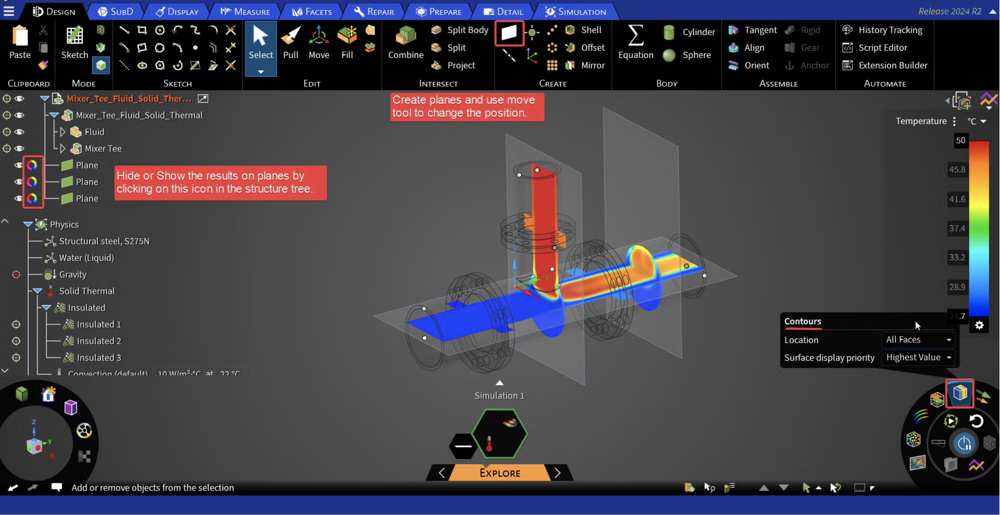 DESIGN
SUBD
DISPLAY
MEASURE
FACETS
REPAIR
PREPARE
DETAIL
SIMULATION
Release 2024 R2
Paste
Sketch
Select
Pull
Move
Fill
Combine
Split Body
Split
Project
Shell
Offset
Mirror
Equation
Cylinder
Sphere
Tangent
Align
Orient
Rigid
Gear
Anchor
History Tracking
Script Editor
Extension Builder
CLIPBOARD
MODE
SKETCH
EDIT
INTERSECT
CREATE
BODY
ASSEMBLE
AUTOMATE
Mixer_Tee_Fluid_Solid_Ther...
Mixer_Tee_Fluid_Solid_Thermal
Fluid
Mixer Tee
Plane
Plane
Plane
Hide or Show the results on planes by
clicking on this icon in the structure tree.
Create planes and use move
tool to change the position.
Physics
Structural steel, S275N
Water (Liquid)
Gravity
Solid Thermal
Insulated
Insulated 1
Insulated 2
Insulated 3
Convection (default) 10 W/m²·°C at 22 °C
Temperature °C
50
45.8
41.6
37.4
33.2
28.9
24.7
Contours
Location All Faces
Surface display priority Highest Value
Z
Y
X
Y
X
Simulation 1
EXPLORE
Add or remove objects from the selection